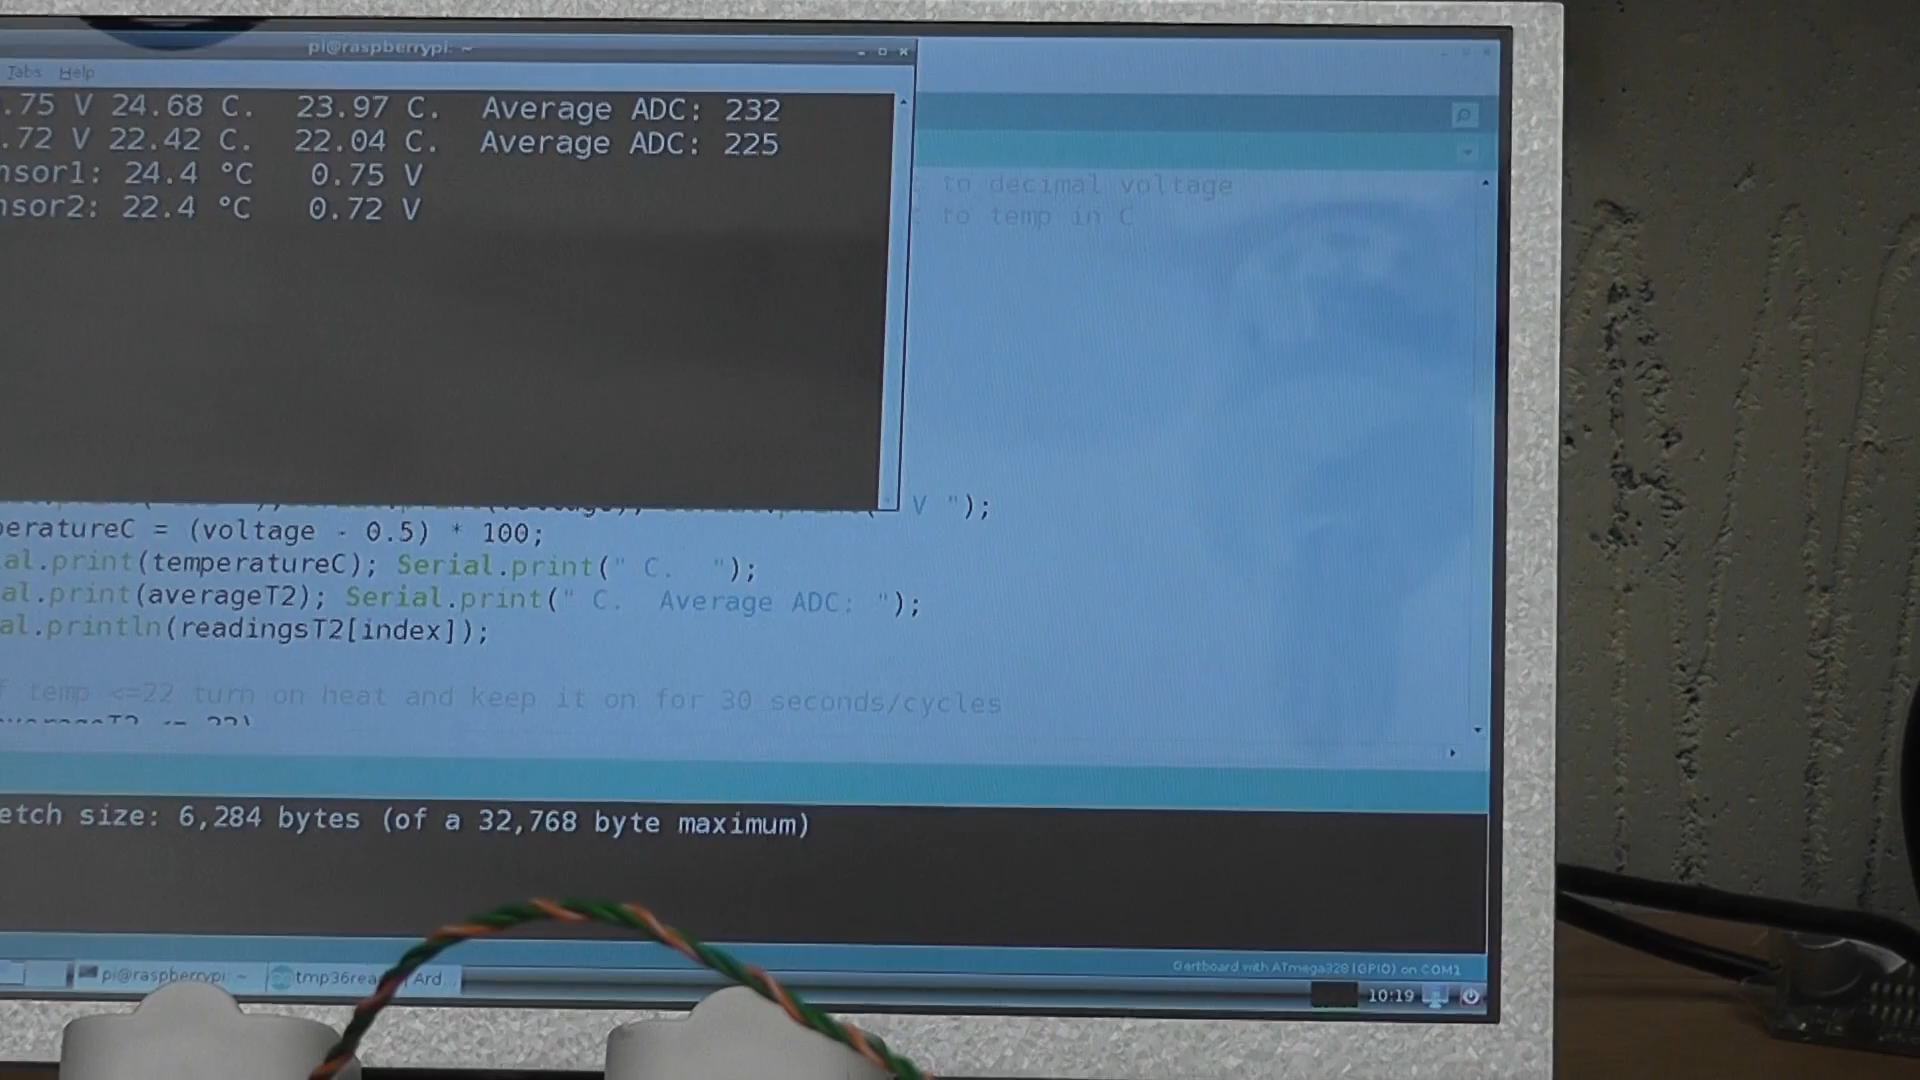 pi@raspberrypi: ~
Tabs Help
.75 V 24.68 C. 23.97 C. Average ADC: 232
.72 V 22.42 C. 22.04 C. Average ADC: 225
nsor1: 24.4 °C 0.75 V
nsor2: 22.4 °C 0.72 V
to decimal voltage
to temp in C
V ");
peratureC = (voltage - 0.5) * 100;
al.print(temperatureC); Serial.print(" C.  ");
al.print(averageT2); Serial.print(" C.  Average ADC: ");
al.println(readingsT2[index]);
f temp <=22 turn on heat and keep it on for 30 seconds/cycles
etch size: 6,284 bytes (of a 32,768 byte maximum)
Gertboard with ATmega328 (GPIO) on COM1
pi@raspberrypi: ~
tmp36rea
Ard
10:19